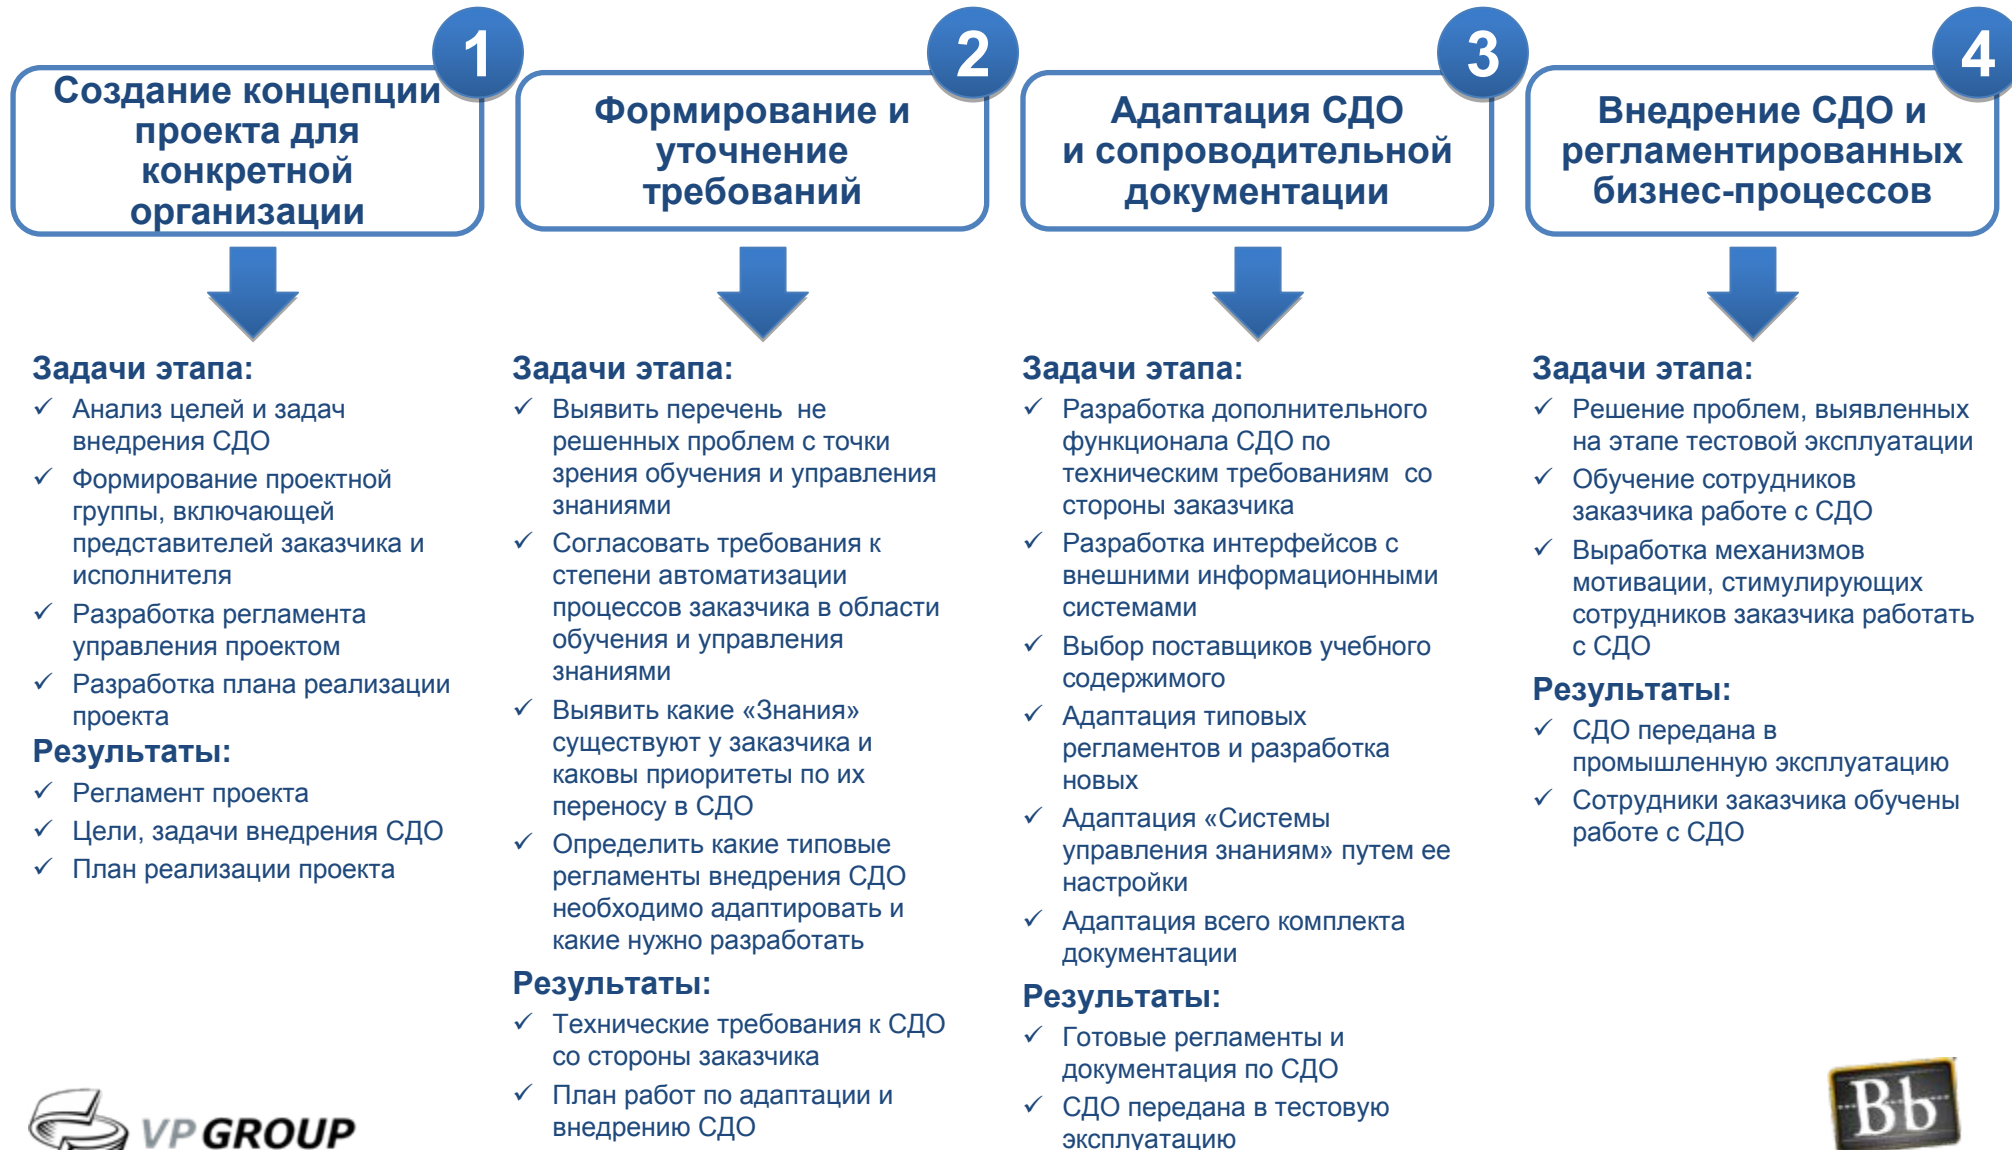 1
Создание концепции
проекта для
конкретной
организации
Задачи этапа:
✓ Анализ целей и задач
внедрения СДО
✓ Формирование проектной
группы, включающей
представителей заказчика и
исполнителя
✓ Разработка регламента
управления проектом
✓ Разработка плана реализации
проекта
Результаты:
✓ Регламент проекта
✓ Цели, задачи внедрения СДО
✓ План реализации проекта
2
Формирование и
уточнение
требований
Задачи этапа:
✓ Выявить перечень  не
решенных проблем с точки
зрения обучения и управления
знаниями
✓ Согласовать требования к
степени автоматизации
процессов заказчика в области
обучения и управления
знаниями
✓ Выявить какие «Знания»
существуют у заказчика и
каковы приоритеты по их
переносу в СДО
✓ Определить какие типовые
регламенты внедрения СДО
необходимо адаптировать и
какие нужно разработать
Результаты:
✓ Технические требования к СДО
со стороны заказчика
✓ План работ по адаптации и
внедрению СДО
3
Адаптация СДО
и сопроводительной
документации
Задачи этапа:
✓ Разработка дополнительного
функционала СДО по
техническим требованиям  со
стороны заказчика
✓ Разработка интерфейсов с
внешними информационными
системами
✓ Выбор поставщиков учебного
содержимого
✓ Адаптация типовых
регламентов и разработка
новых
✓ Адаптация «Системы
управления знаниям» путем ее
настройки
✓ Адаптация всего комплекта
документации
Результаты:
✓ Готовые регламенты и
документация по СДО
✓ СДО передана в тестовую
эксплуатацию
4
Внедрение СДО и
регламентированных
бизнес-процессов
Задачи этапа:
✓ Решение проблем, выявленных
на этапе тестовой эксплуатации
✓ Обучение сотрудников
заказчика работе с СДО
✓ Выработка механизмов
мотивации, стимулирующих
сотрудников заказчика работать
с СДО
Результаты:
✓ СДО передана в
промышленную эксплуатацию
✓ Сотрудники заказчика обучены
работе с СДО
VP GROUP
Bb